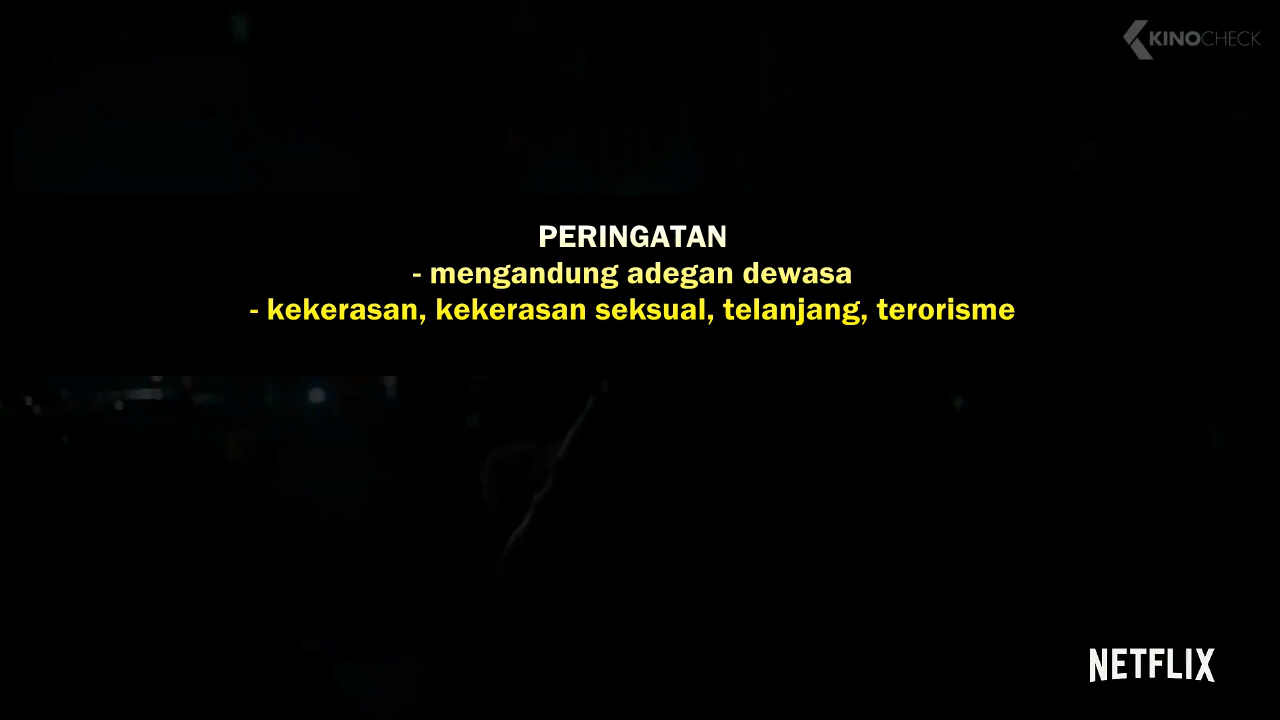 KINOCHECK
PERINGATAN
- mengandung adegan dewasa
- kekerasan, kekerasan seksual, telanjang, terorisme
NETFLIX